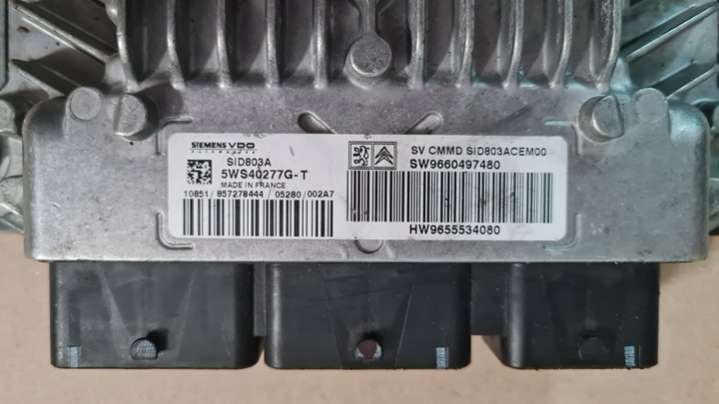 SIEMENS VDO
SID803A
5WS40277G-T
MADE IN FRANCE
10851/ 857278444 / 05280/002A7
SV CMMD SID803ACEM00
SW9660497480
HW9655534080